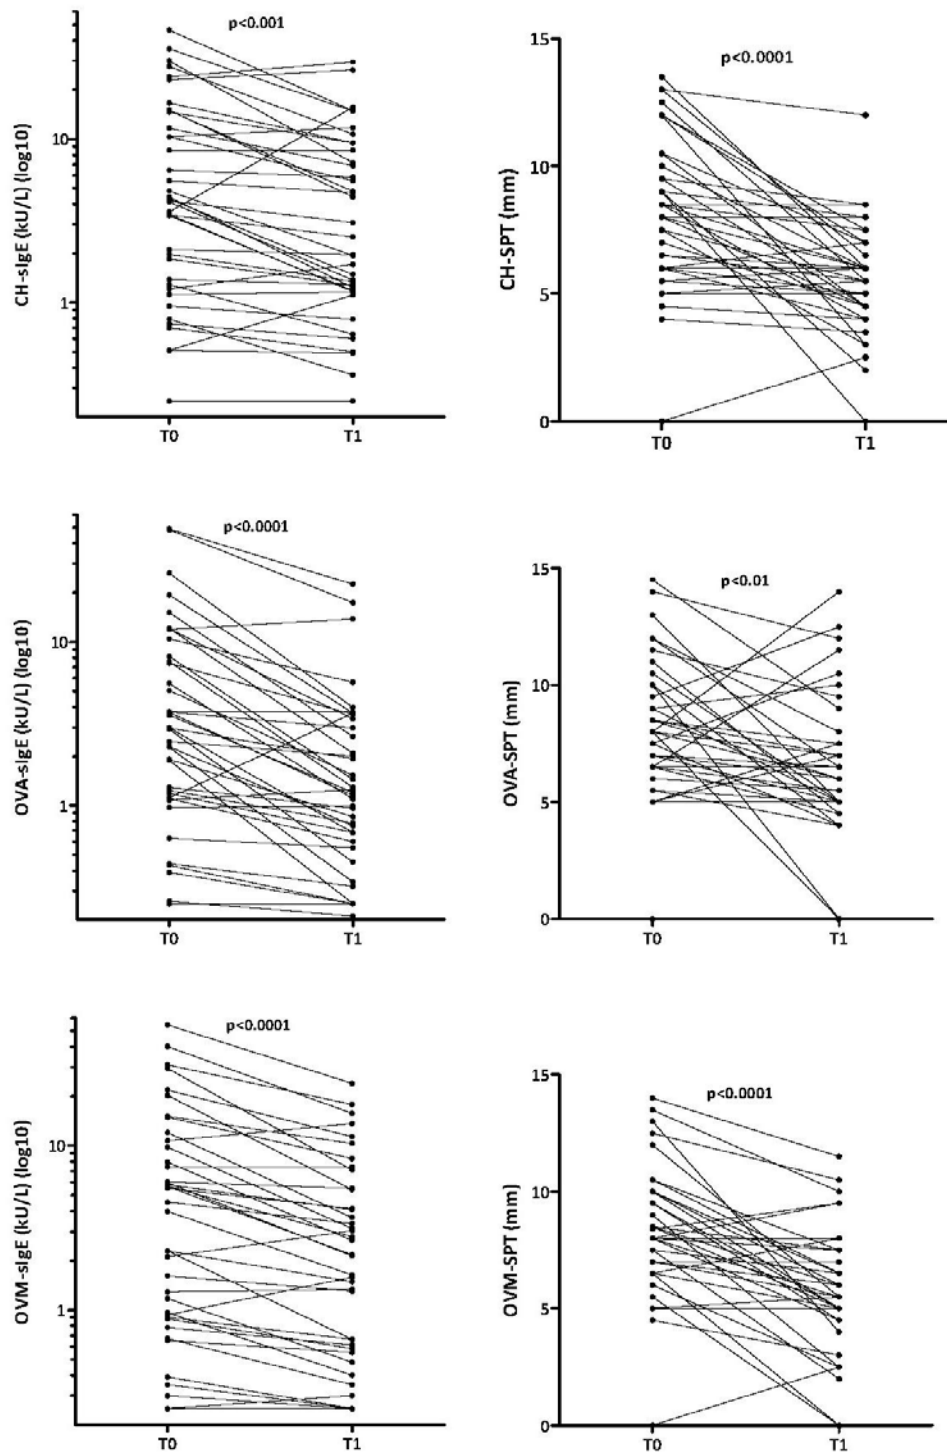 p<0.001
CH-sIgE (kU/L) (log10)
10
1
T0 T1
p<0.0001
CH-SPT (mm)
15
10
5
0
T0 T1
p<0.0001
OVA-sIgE (kU/L) (log10)
10
1
T0 T1
p<0.01
OVA-SPT (mm)
15
10
5
0
T0 T1
p<0.0001
OVM-sIgE (kU/L) (log10)
10
1
T0 T1
p<0.0001
OVM-SPT (mm)
15
10
5
0
T0 T1